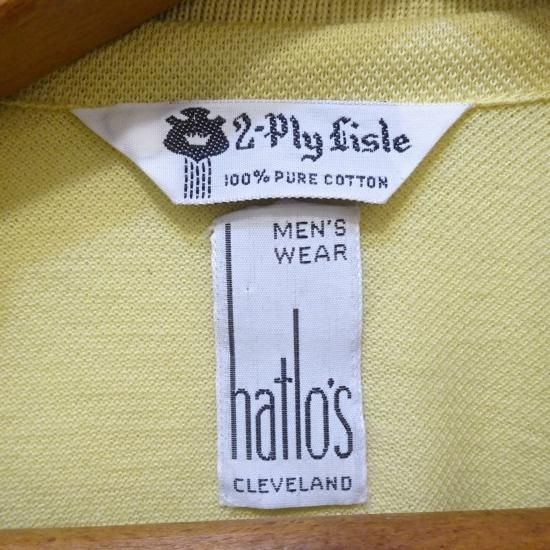 2-Ply Lisle
100% PURE COTTON
MEN'S
WEAR
hatlo's
CLEVELAND